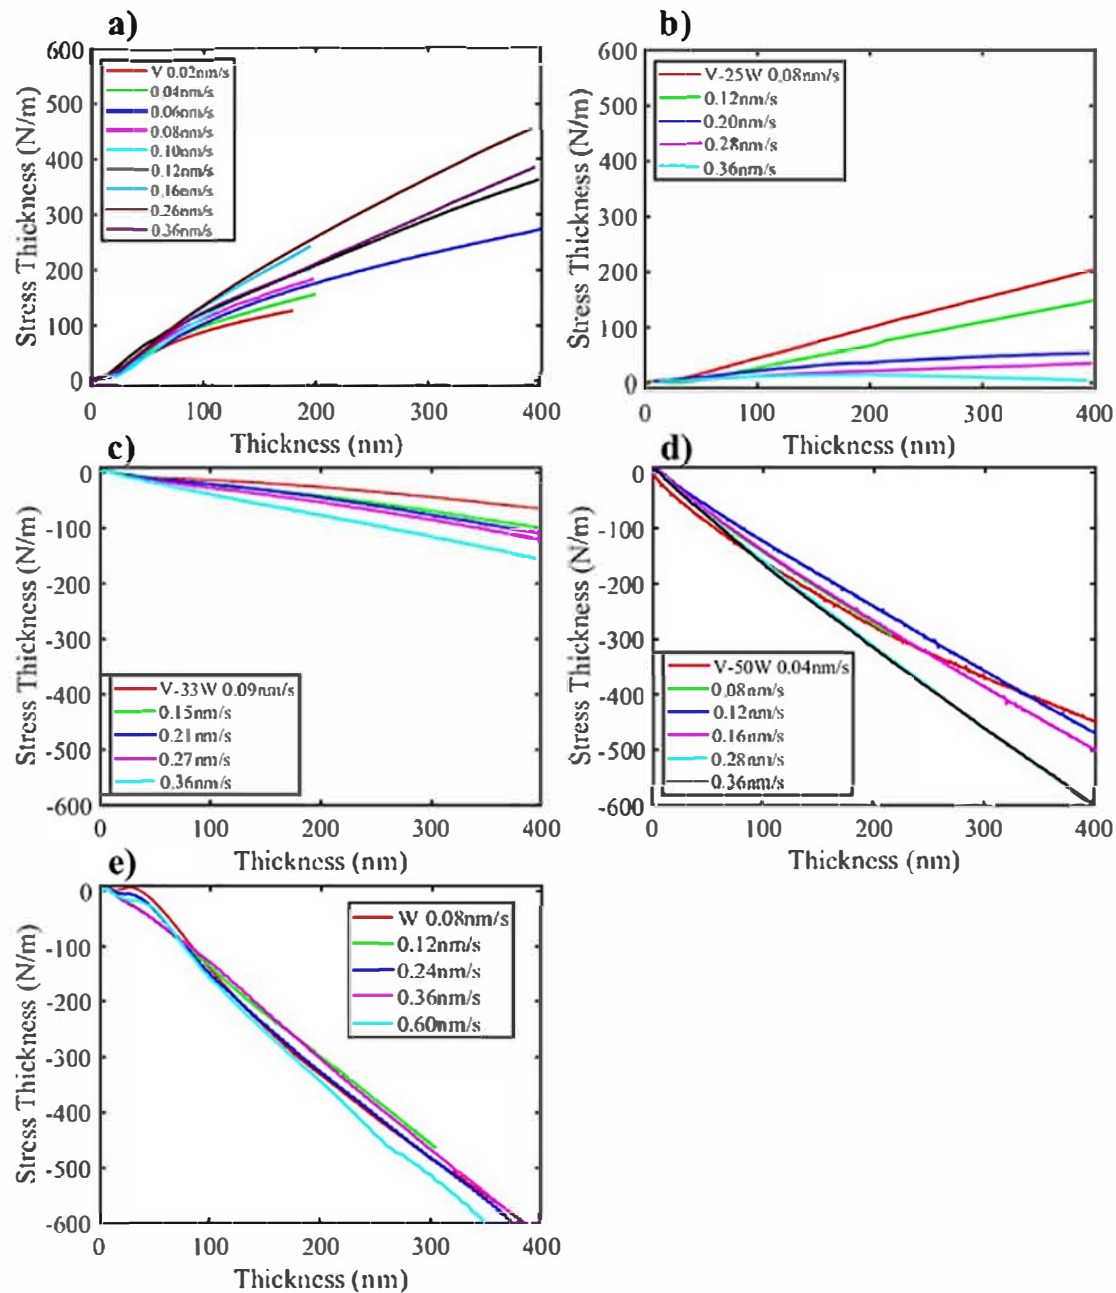 a)
600
500
400
300
200
100
0
Stress Thickness (N/m)
V 0.02nm/s
0.04nm/s
0.06nm/s
0.08nm/s
0.10nm/s
0.12nm/s
0.16nm/s
0.26nm/s
0.36nm/s
0 100 200 300 400
Thickness (nm)
b)
600
500
400
300
200
100
0
Stress Thickness (N/m)
V-25W 0.08nm/s
0.12nm/s
0.20nm/s
0.28nm/s
0.36nm/s
0 100 200 300 400
Thickness (nm)
c)
0
-100
-200
-300
-400
-500
-600
Stress Thickness (N/m)
V-33W 0.09nm/s
0.15nm/s
0.21nm/s
0.27nm/s
0.36nm/s
0 100 200 300 400
Thickness (nm)
d)
0
-100
-200
-300
-400
-500
-600
Stress Thickness (N/m)
V-50W 0.04nm/s
0.08nm/s
0.12nm/s
0.16nm/s
0.28nm/s
0.36nm/s
0 100 200 300 400
Thickness (nm)
e)
0
-100
-200
-300
-400
-500
-600
Stress Thickness (N/m)
W 0.08nm/s
0.12nm/s
0.24nm/s
0.36nm/s
0.60nm/s
0 100 200 300 400
Thickness (nm)